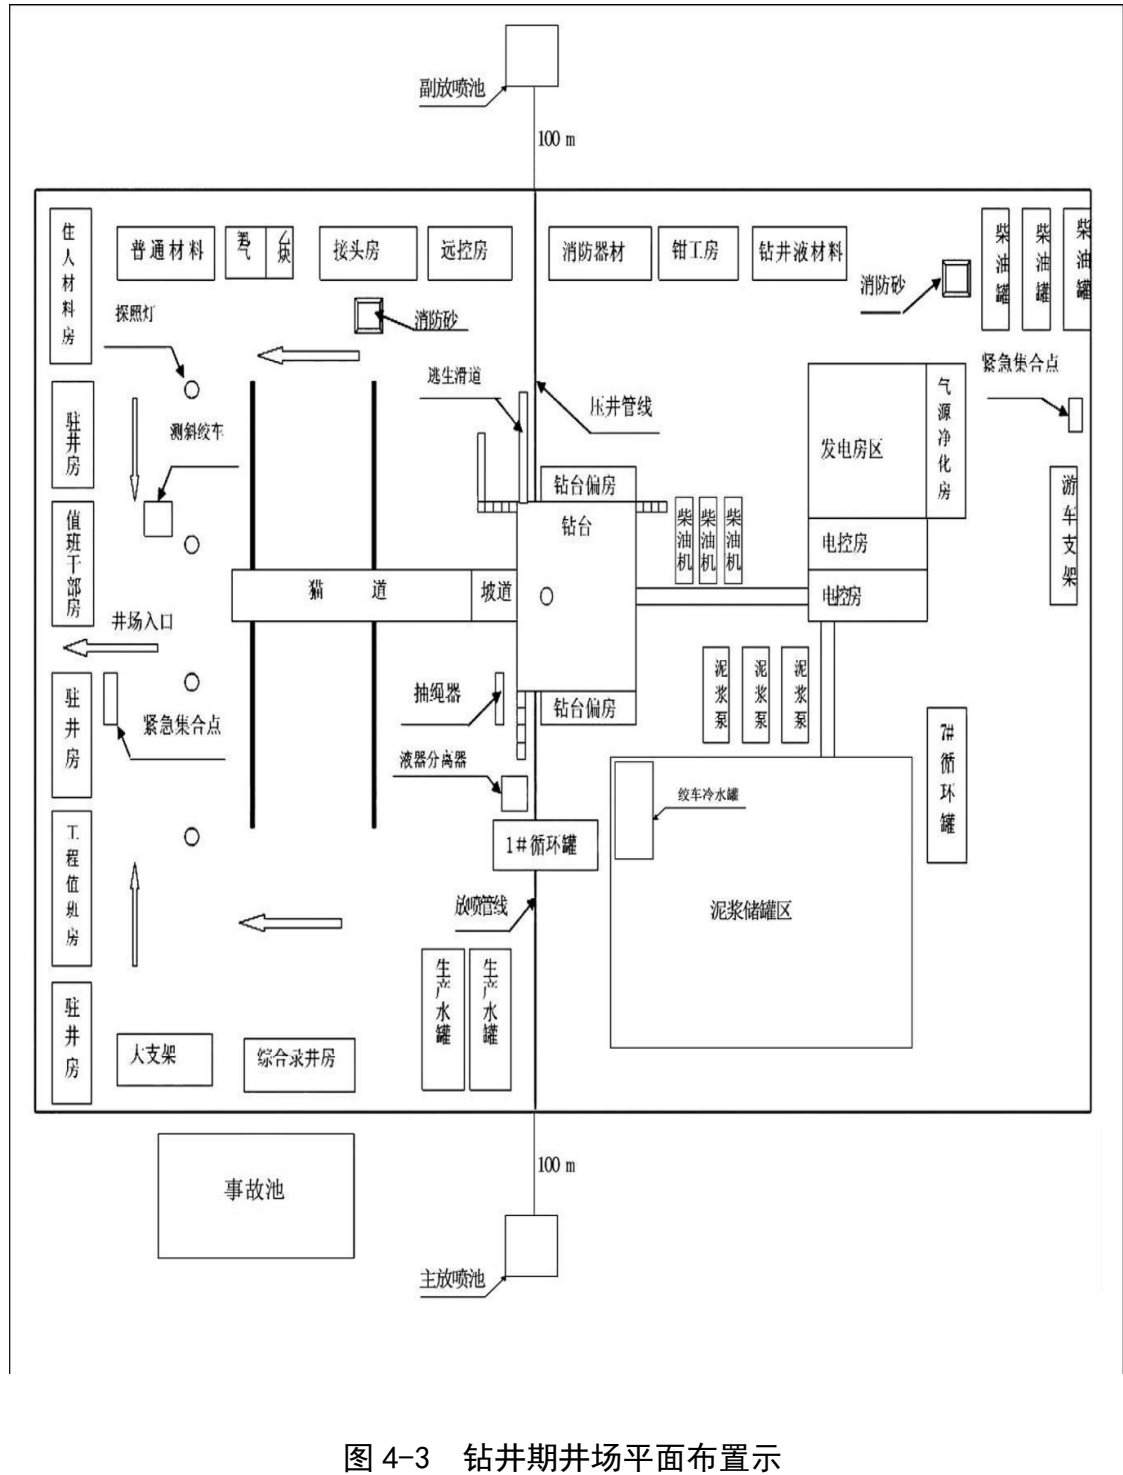 副放喷池
100 m
住人材料房
普通材料
氧气
乙炔
接头房
远控房
消防器材
钳工房
钻井液材料
消防砂
柴油罐
柴油罐
柴油罐
探照灯
消防砂
紧急集合点
逃生滑道
压井管线
驻井房
测斜绞车
发电房区
气源净化房
钻台偏房
游车支架
值班干部房
钻台
柴油机
柴油机
柴油机
电控房
猫道
坡道
电控房
井场入口
驻井房
紧急集合点
抽绳器
钻台偏房
泥浆泵
泥浆泵
泥浆泵
7#循环罐
液器分离器
绞车冷水罐
工程值班房
1#循环罐
放喷管线
泥浆储罐区
生产水罐
生产水罐
驻井房
大支架
综合录井房
事故池
100 m
主放喷池
图 4-3 钻井期井场平面布置示